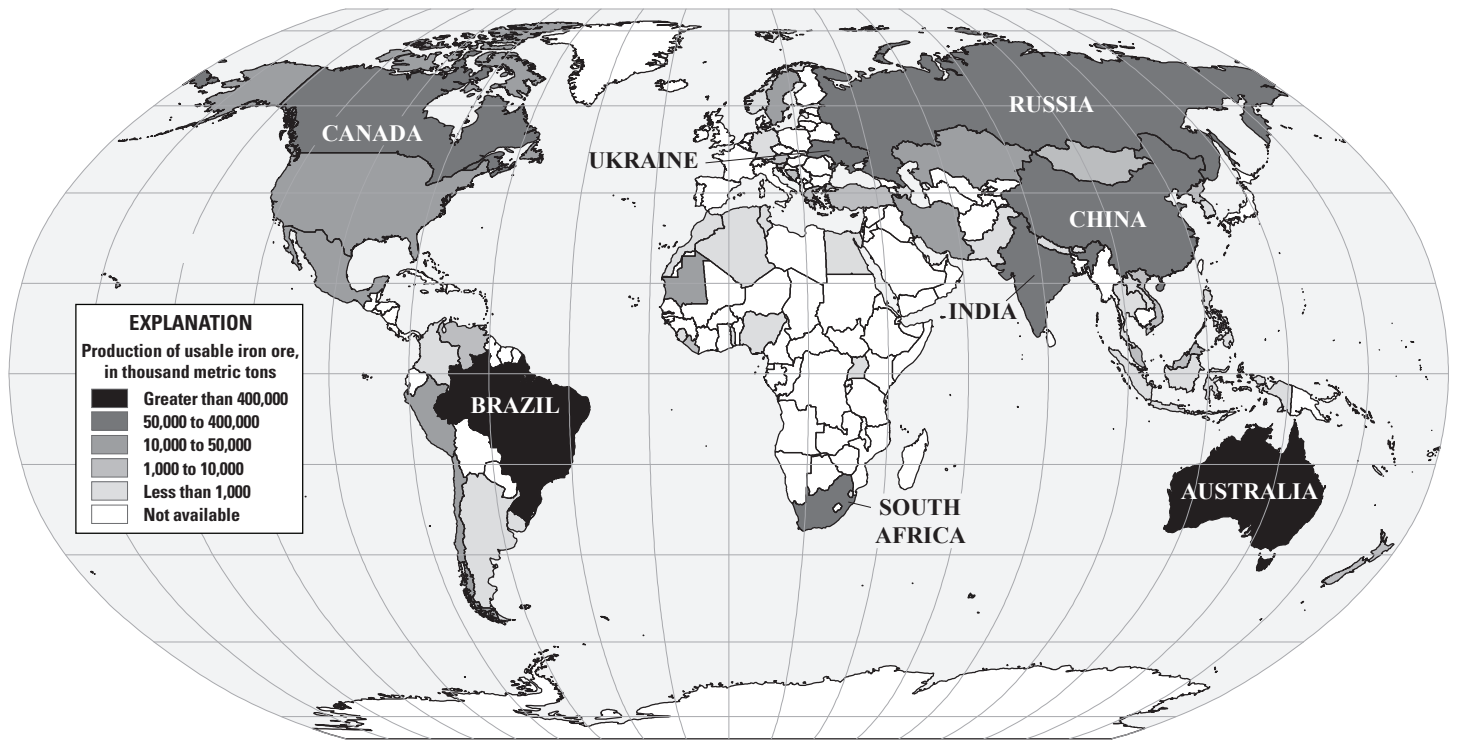 RUSSIA
CANADA
UKRAINE
CHINA
INDIA
EXPLANATION
Production of usable iron ore,
in thousand metric tons
Greater than 400,000
50,000 to 400,000
10,000 to 50,000
1,000 to 10,000
Less than 1,000
Not available
BRAZIL
AUSTRALIA
SOUTH
AFRICA